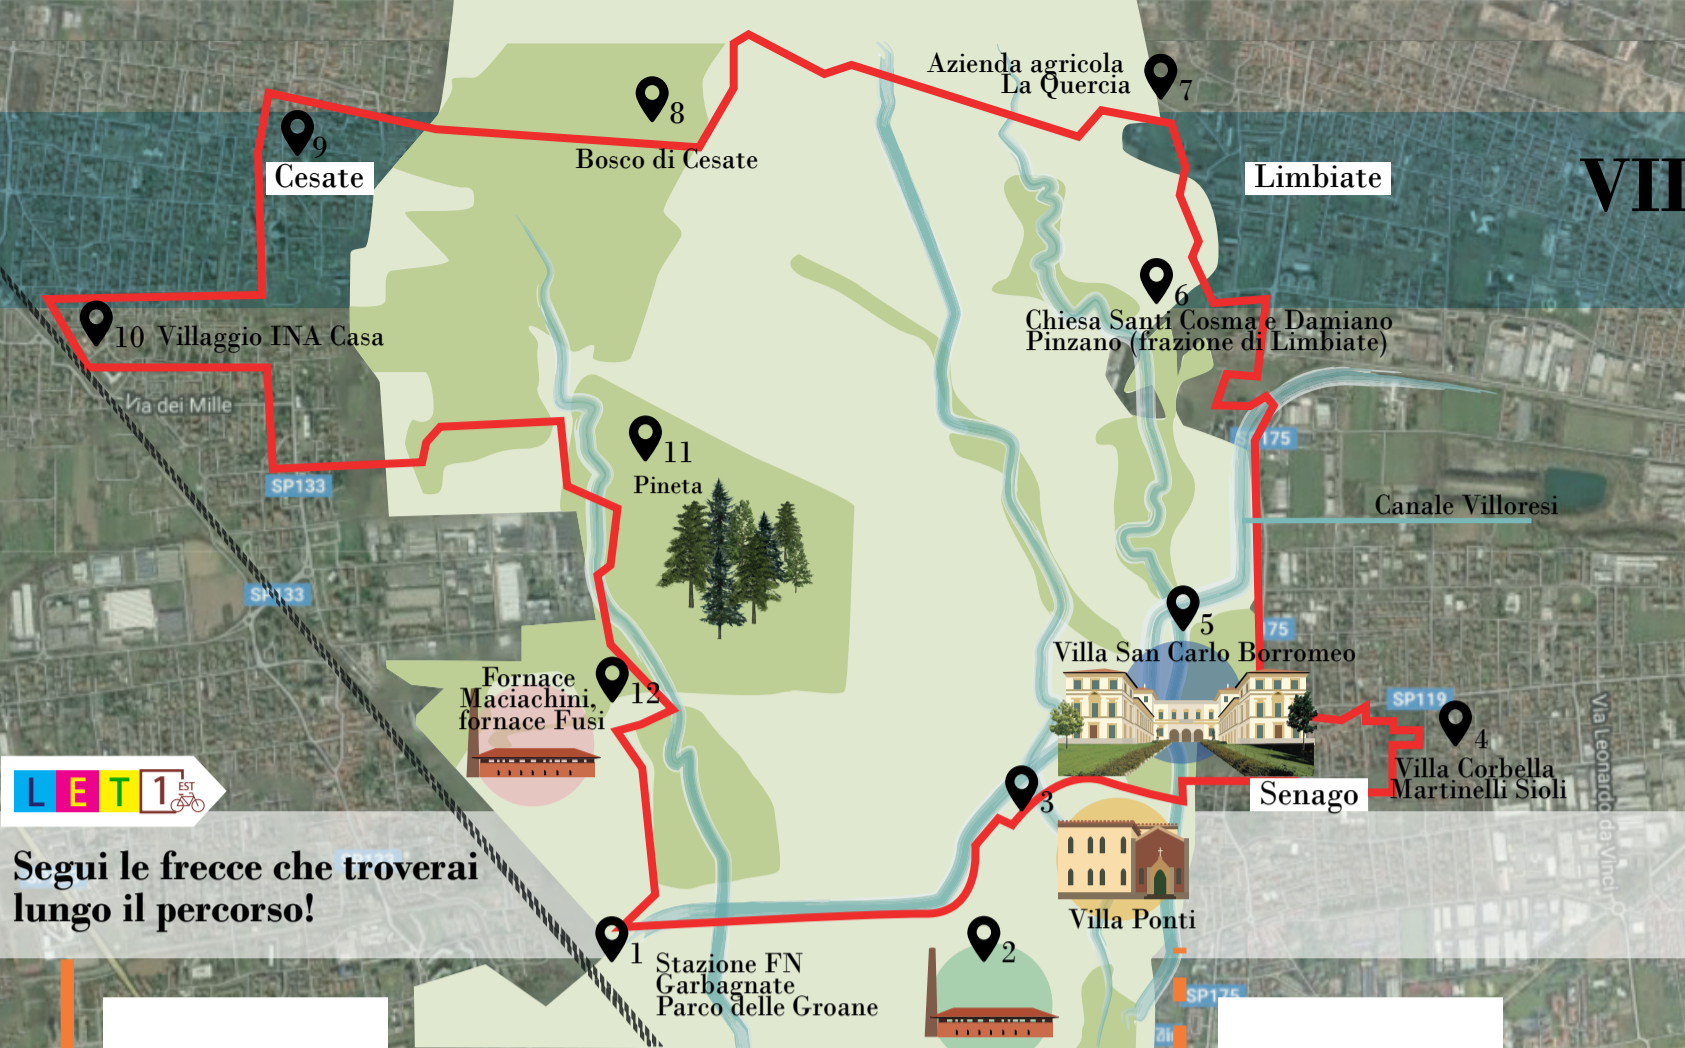 Azienda agricola
La Quercia
7
8
Bosco di Cesate
9
Cesate
Limbiate
VII
6
Chiesa Santi Cosma e Damiano
Pinzano (frazione di Limbiate)
10 Villaggio INA Casa
Via dei Mille
SP133
11
Pineta
SP175
Canale Villoresi
SP133
5
175
Villa San Carlo Borromeo
Fornace
Maciachini,
fornace Fusi
12
SP119
4
Villa Corbella
Martinelli Sioli
Via Leonardo da Vinci
3
Senago
L E T 1 EST
Segui le frecce che troverai
lungo il percorso!
Villa Ponti
1
Stazione FN
Garbagnate
Parco delle Groane
2
SP175